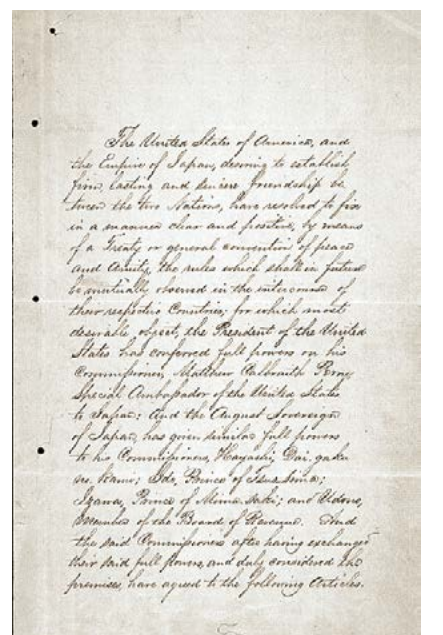 The United States of America, and
the Empire of Japan, desiring to establish
firm, lasting and sincere friendship be
tween the two Nations, have resolved to fix
in a manner clear and positive, by means
of a Treaty or general convention of peace
and Amity, the rules which shall in future
be mutually observed in the intercourse of
their respective Countries; for which most
desirable object, the President of the United
States has conferred full powers on his
Commissioner, Matthew Calbraith Perry
Special Ambassador of the United States
to Japan: And the August Sovereign
of Japan, has given similar full powers
to his Commissioners, Hayashi, Dai-gaku
no-kami; Ido, Prince of Tsus-Sima;
Izawa, Prince of Mima-saki; and Udono,
Member of the Board of Revenue. And
the said Commissioners after having exchanged
their said full powers, and duly considered the
premises, have agreed to the following Articles.